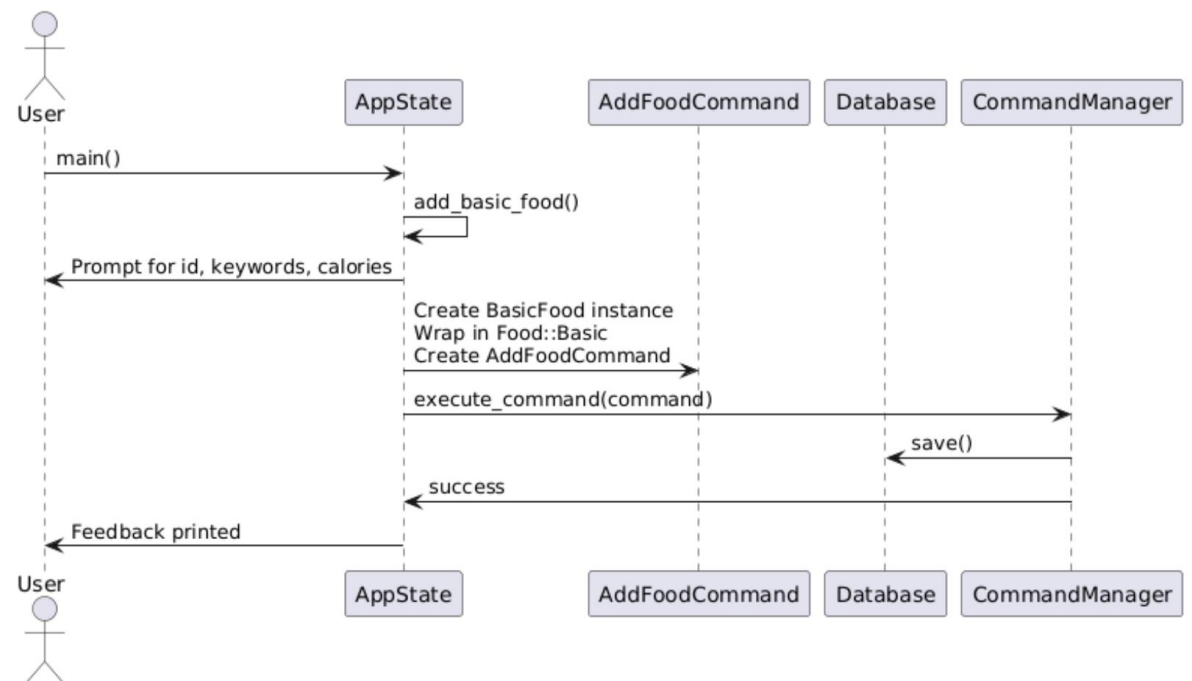 User
AppState
AddFoodCommand
Database
CommandManager
main()
add_basic_food()
Prompt for id, keywords, calories
Create BasicFood instance
Wrap in Food::Basic
Create AddFoodCommand
execute_command(command)
save()
success
Feedback printed
User
AppState
AddFoodCommand
Database
CommandManager